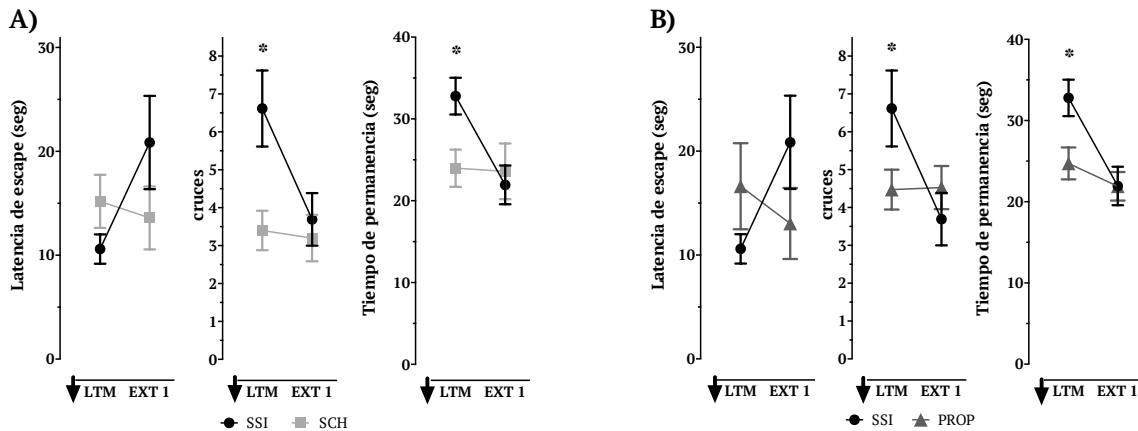 A)
Latencia de escape (seg)
30
20
10
0
LTM EXT 1
cruces
8
7
6
5
4
3
2
1
0
*
LTM EXT 1
Tiempo de permanencia (seg)
40
30
20
10
0
*
LTM EXT 1
SSI SCH
B)
Latencia de escape (seg)
30
20
10
0
LTM EXT 1
cruces
8
7
6
5
4
3
2
1
0
*
LTM EXT 1
Tiempo de permanencia (seg)
40
30
20
10
0
*
LTM EXT 1
SSI PROP